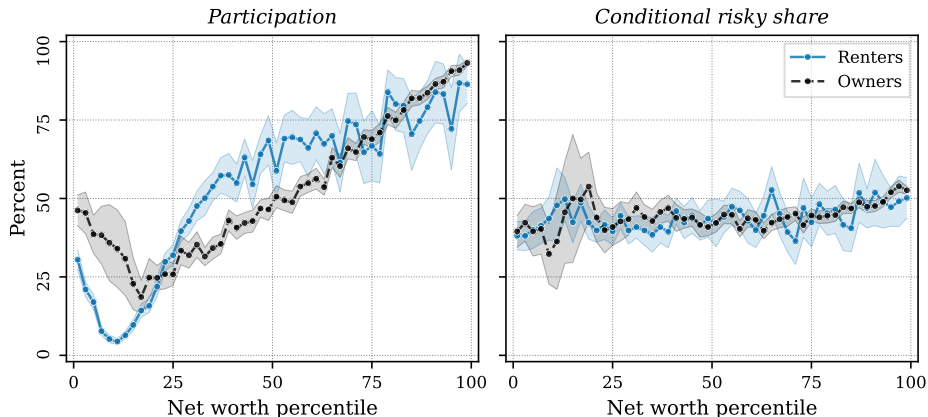 Participation
Conditional risky share
Percent
100
75
50
25
0
0 25 50 75 100
Net worth percentile
Renters
Owners
0 25 50 75 100
Net worth percentile